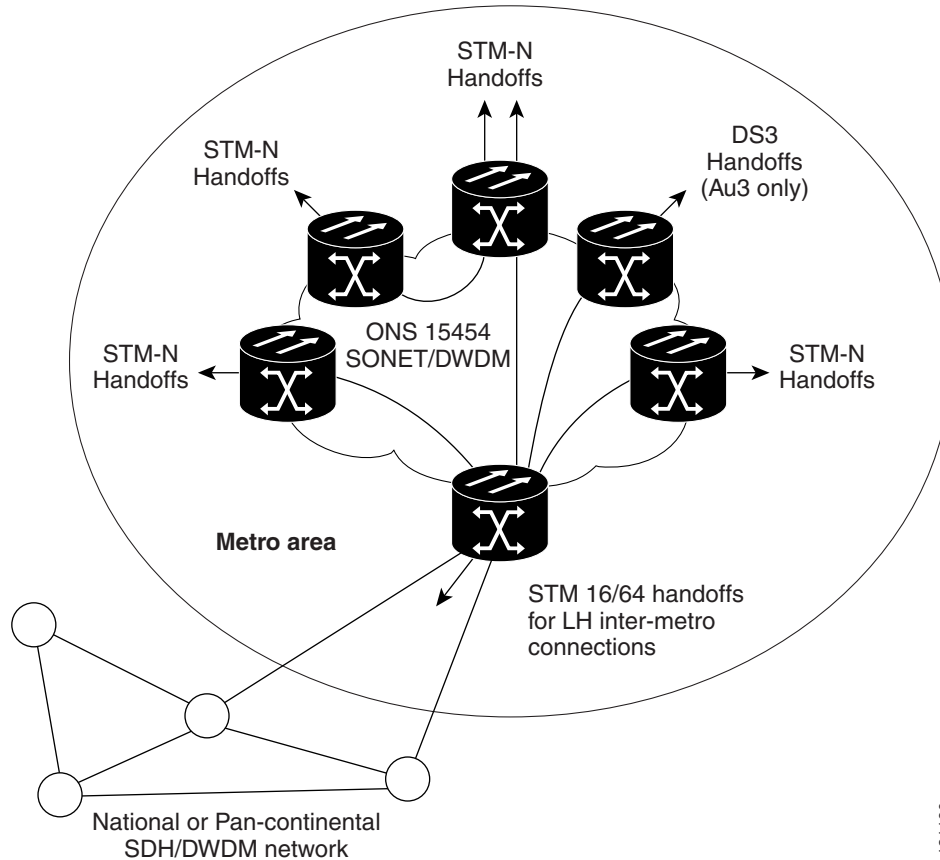 STM-N
Handoffs
STM-N
Handoffs
DS3
Handoffs
(Au3 only)
ONS 15454
SONET/DWDM
STM-N
Handoffs
STM-N
Handoffs
Metro area
STM 16/64 handoffs
for LH inter-metro
connections
National or Pan-continental
SDH/DWDM network